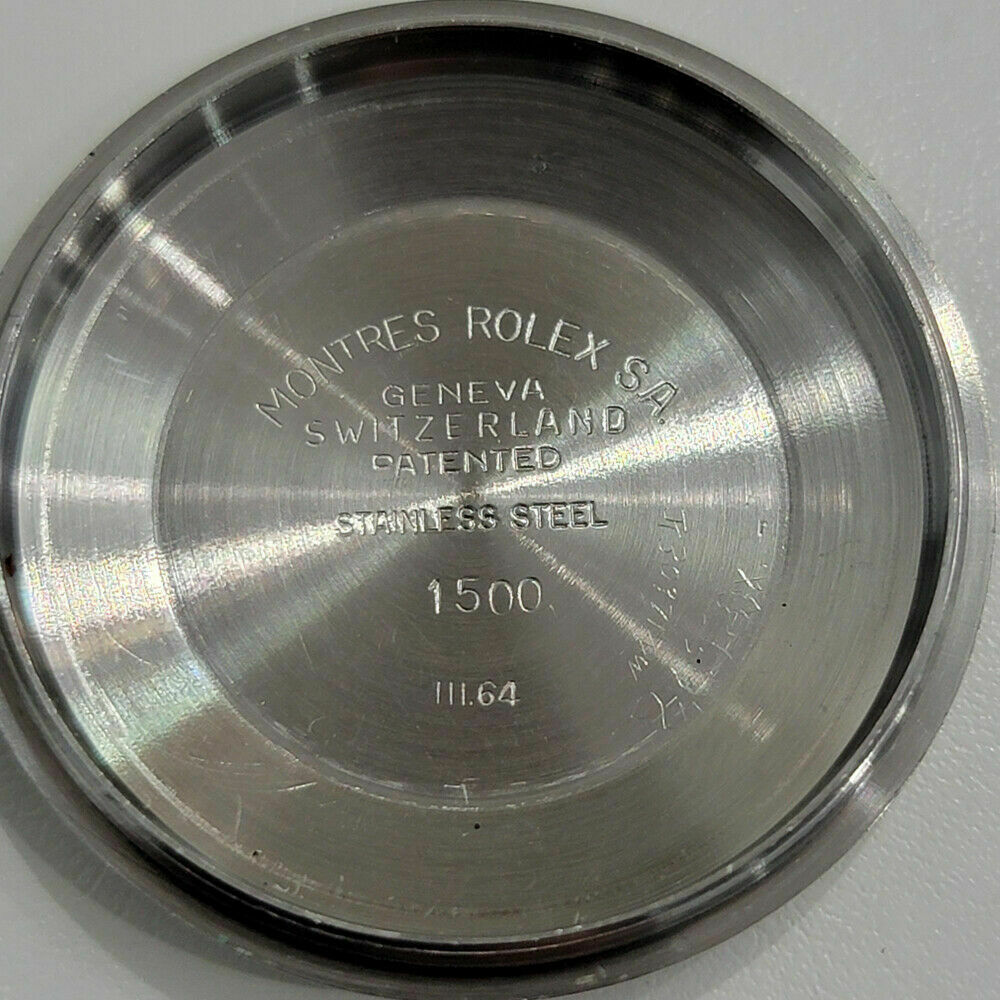 MONTRES ROLEX S.A.
GENEVA
SWITZERLAND
PATENTED
STAINLESS STEEL
1500
III.64